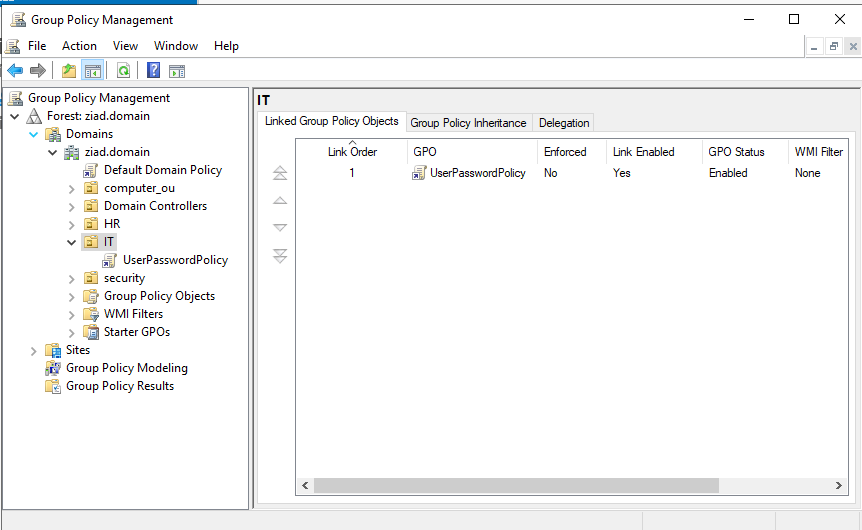 Group Policy Management
File Action View Window Help
Group Policy Management
Forest: ziad.domain
Domains
ziad.domain
Default Domain Policy
computer_ou
Domain Controllers
HR
IT
UserPasswordPolicy
security
Group Policy Objects
WMI Filters
Starter GPOs
Sites
Group Policy Modeling
Group Policy Results
IT
Linked Group Policy Objects Group Policy Inheritance Delegation
Link Order GPO Enforced Link Enabled GPO Status WMI Filter
1 UserPasswordPolicy No Yes Enabled None